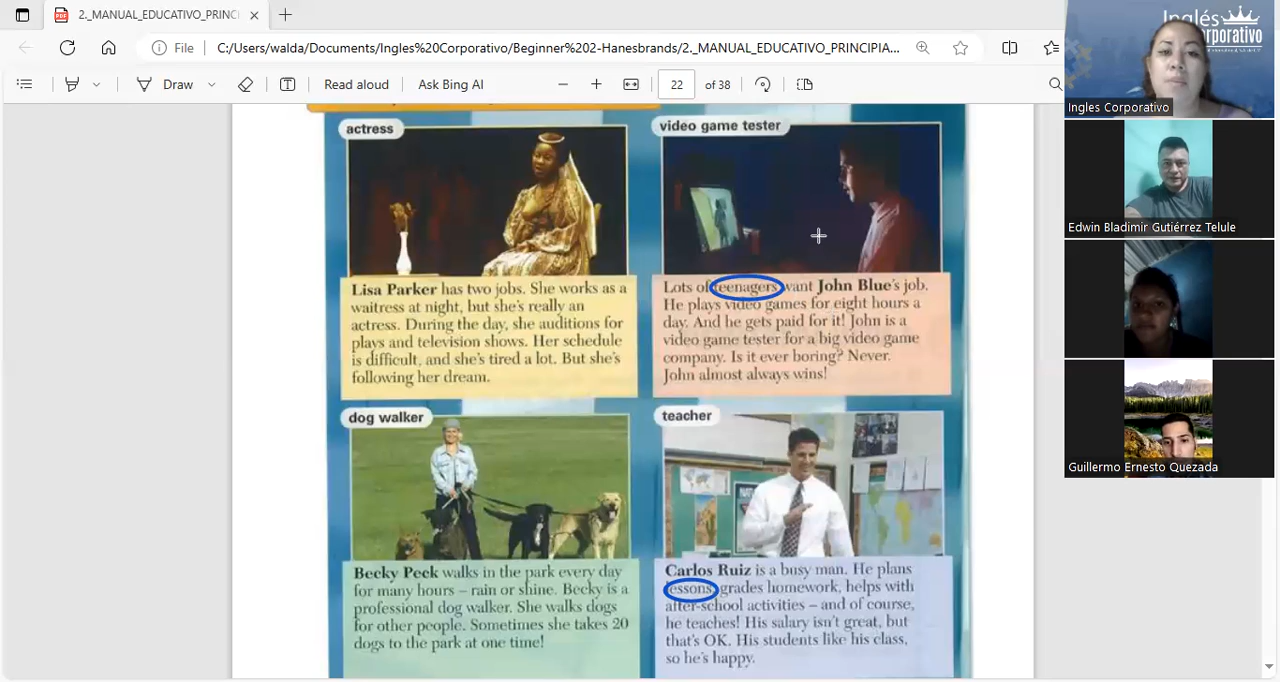 2._MANUAL_EDUCATIVO_PRINCI
File
C:/Users/walda/Documents/Ingles%20Corporativo/Beginner%202-Hanesbrands/2._MANUAL_EDUCATIVO_PRINCIPIA...
Draw
Read aloud
Ask Bing AI
22
of 38
actress
Lisa Parker has two jobs. She works as a
waitress at night, but she's really an
actress. During the day, she auditions for
plays and television shows. Her schedule
is difficult, and she's tired a lot. But she's
following her dream.
video game tester
Lots of teenagers want John Blue's job.
He plays video games for eight hours a
day. And he gets paid for it! John is a
video game tester for a big video game
company. Is it ever boring? Never.
John almost always wins!
dog walker
Becky Peck walks in the park every day
for many hours – rain or shine. Becky is a
professional dog walker. She walks dogs
for other people. Sometimes she takes 20
dogs to the park at one time!
teacher
Carlos Ruiz is a busy man. He plans
lessons, grades homework, helps with
after-school activities – and of course,
he teaches! His salary isn't great, but
that's OK. His students like his class,
so he's happy.
Inglés
Corporativo
Ingles Corporativo
Edwin Bladimir Gutiérrez Telule
Guillermo Ernesto Quezada